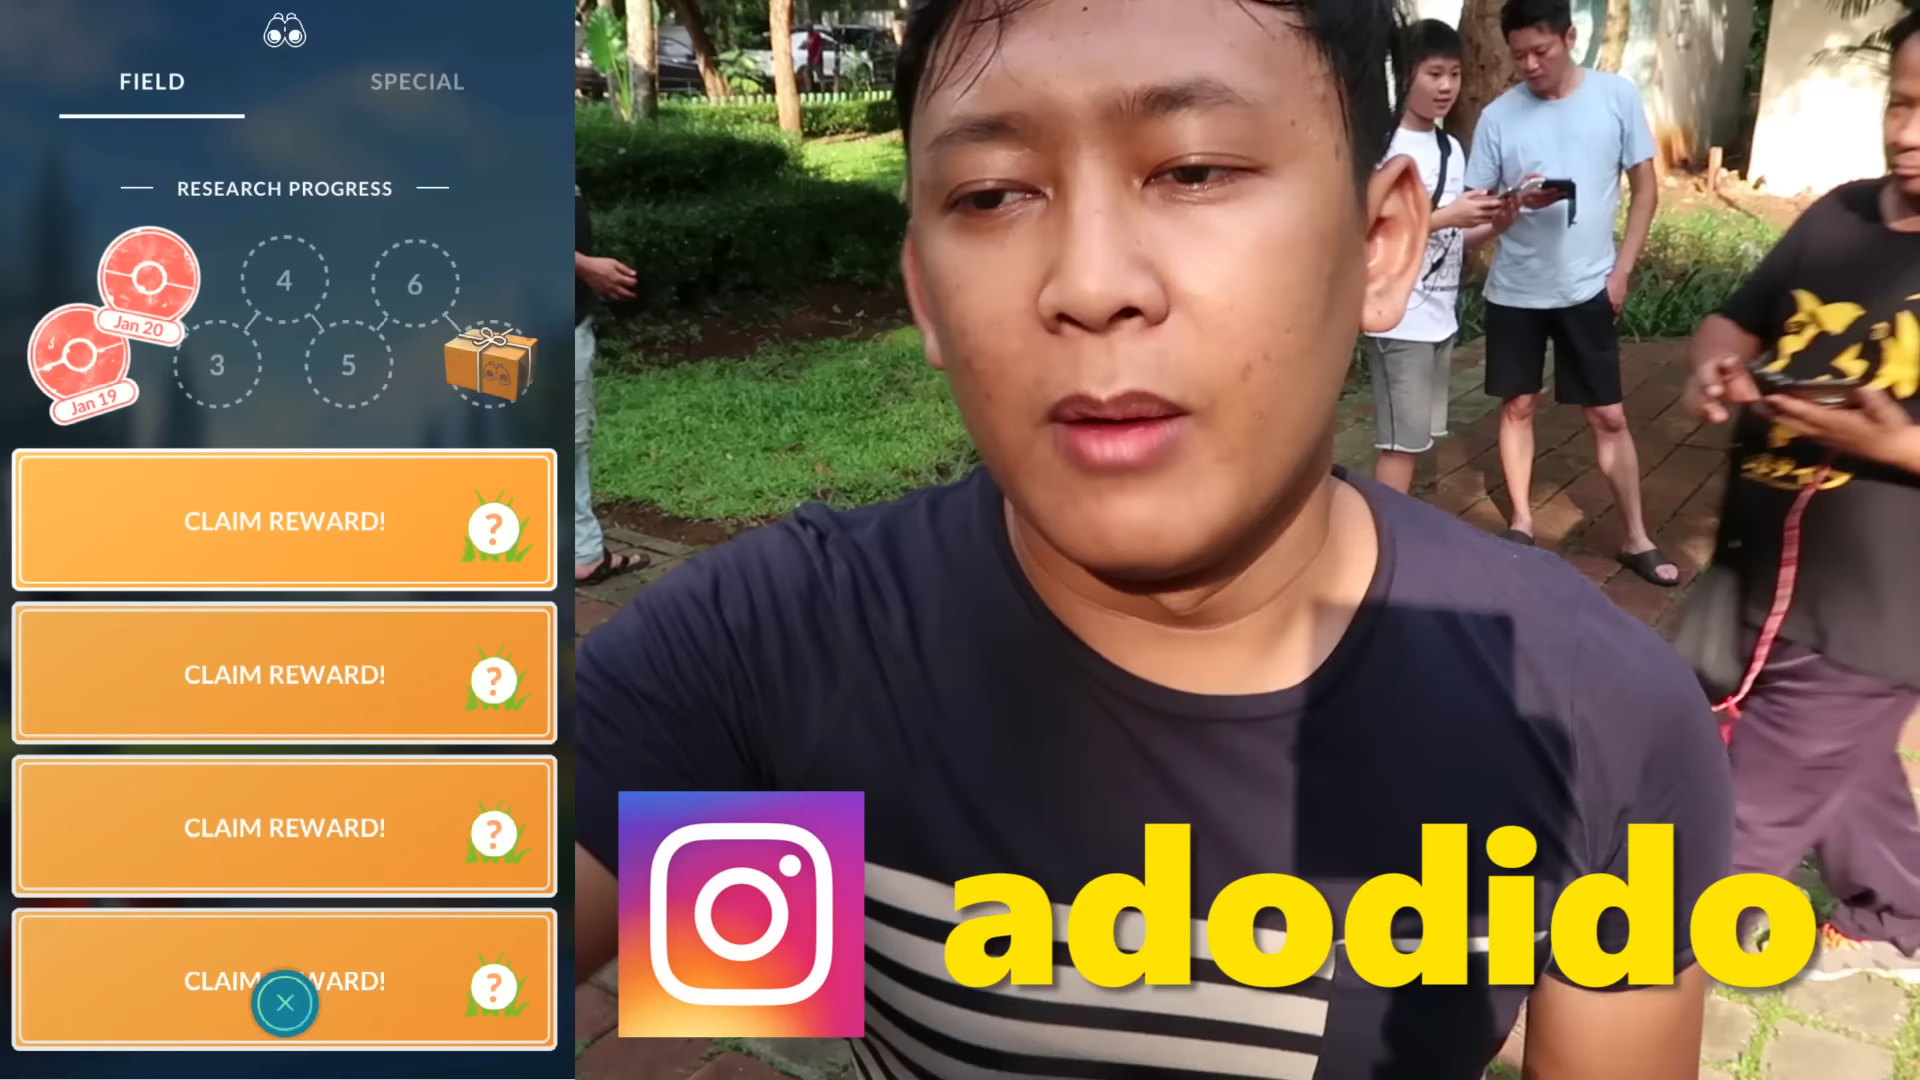 FIELD
SPECIAL
RESEARCH PROGRESS
Jan 20
4
6
3
5
Jan 19
CLAIM REWARD!
?
CLAIM REWARD!
?
CLAIM REWARD!
?
CLAIM REWARD!
?
adodido